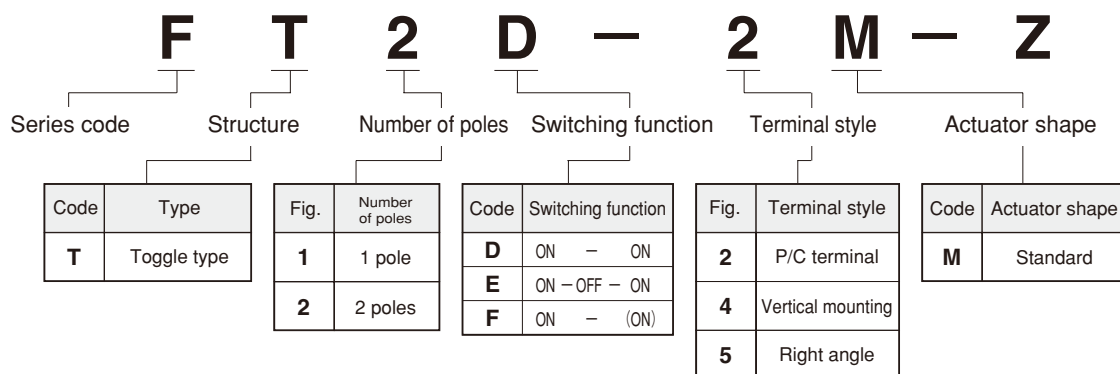 F T 2 D － 2 M － Z
Series code Structure Number of poles Switching function Terminal style Actuator shape
Code Type
T Toggle type
Fig. Number of poles
1 1 pole
2 2 poles
Code Switching function
D ON － ON
E ON －OFF－ ON
F ON － (ON)
Fig. Terminal style
2 P/C terminal
4 Vertical mounting
5 Right angle
Code Actuator shape
M Standard